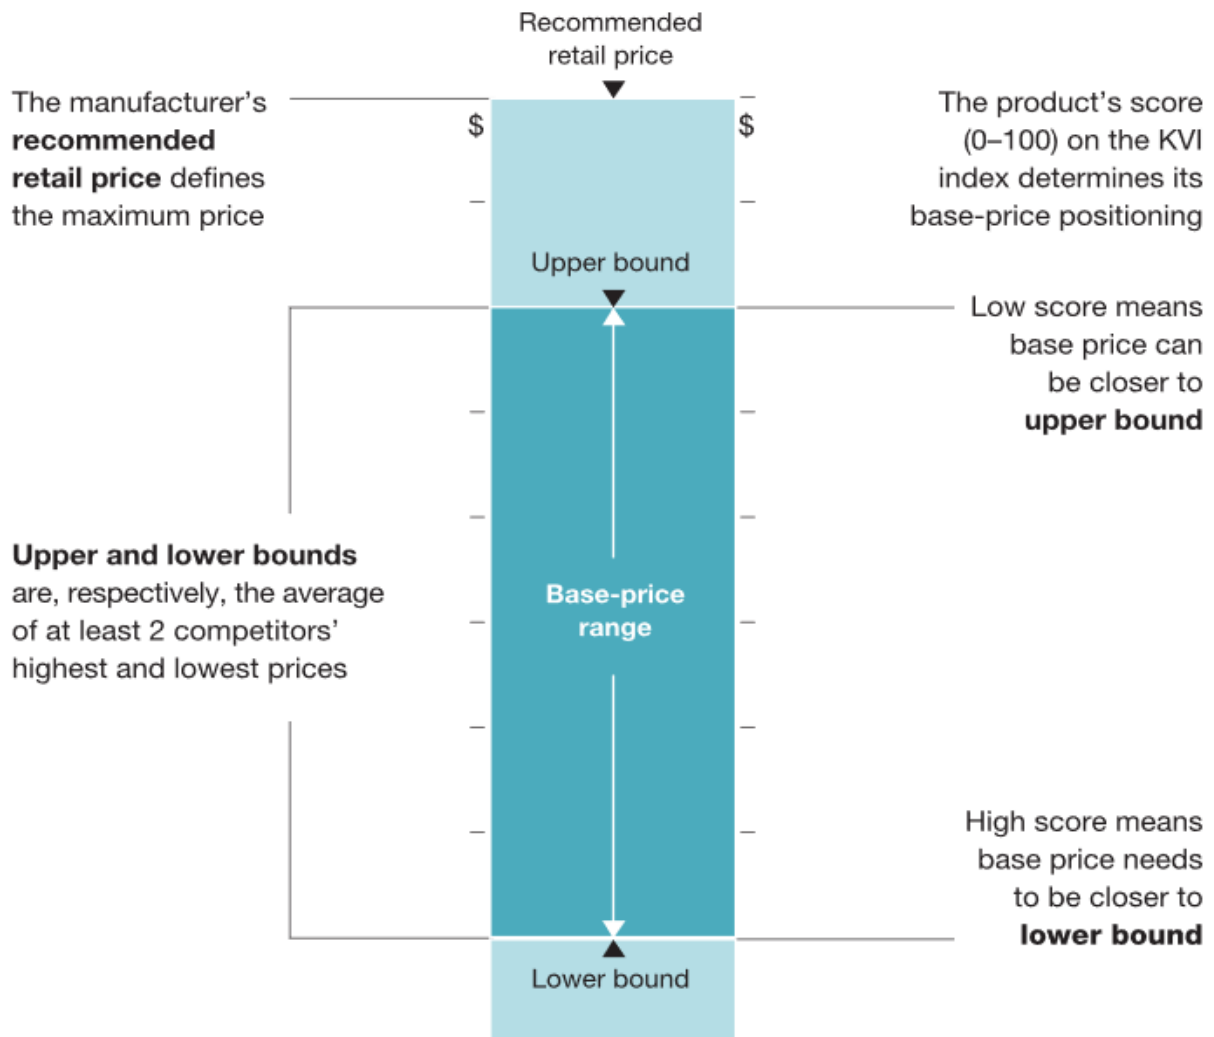 Recommended
retail price
The manufacturer’s
recommended
retail price defines
the maximum price
$
$
The product’s score
(0–100) on the KVI
index determines its
base-price positioning
Upper bound
Low score means
base price can
be closer to
upper bound
Upper and lower bounds
are, respectively, the average
of at least 2 competitors’
highest and lowest prices
Base-price
range
High score means
base price needs
to be closer to
lower bound
Lower bound